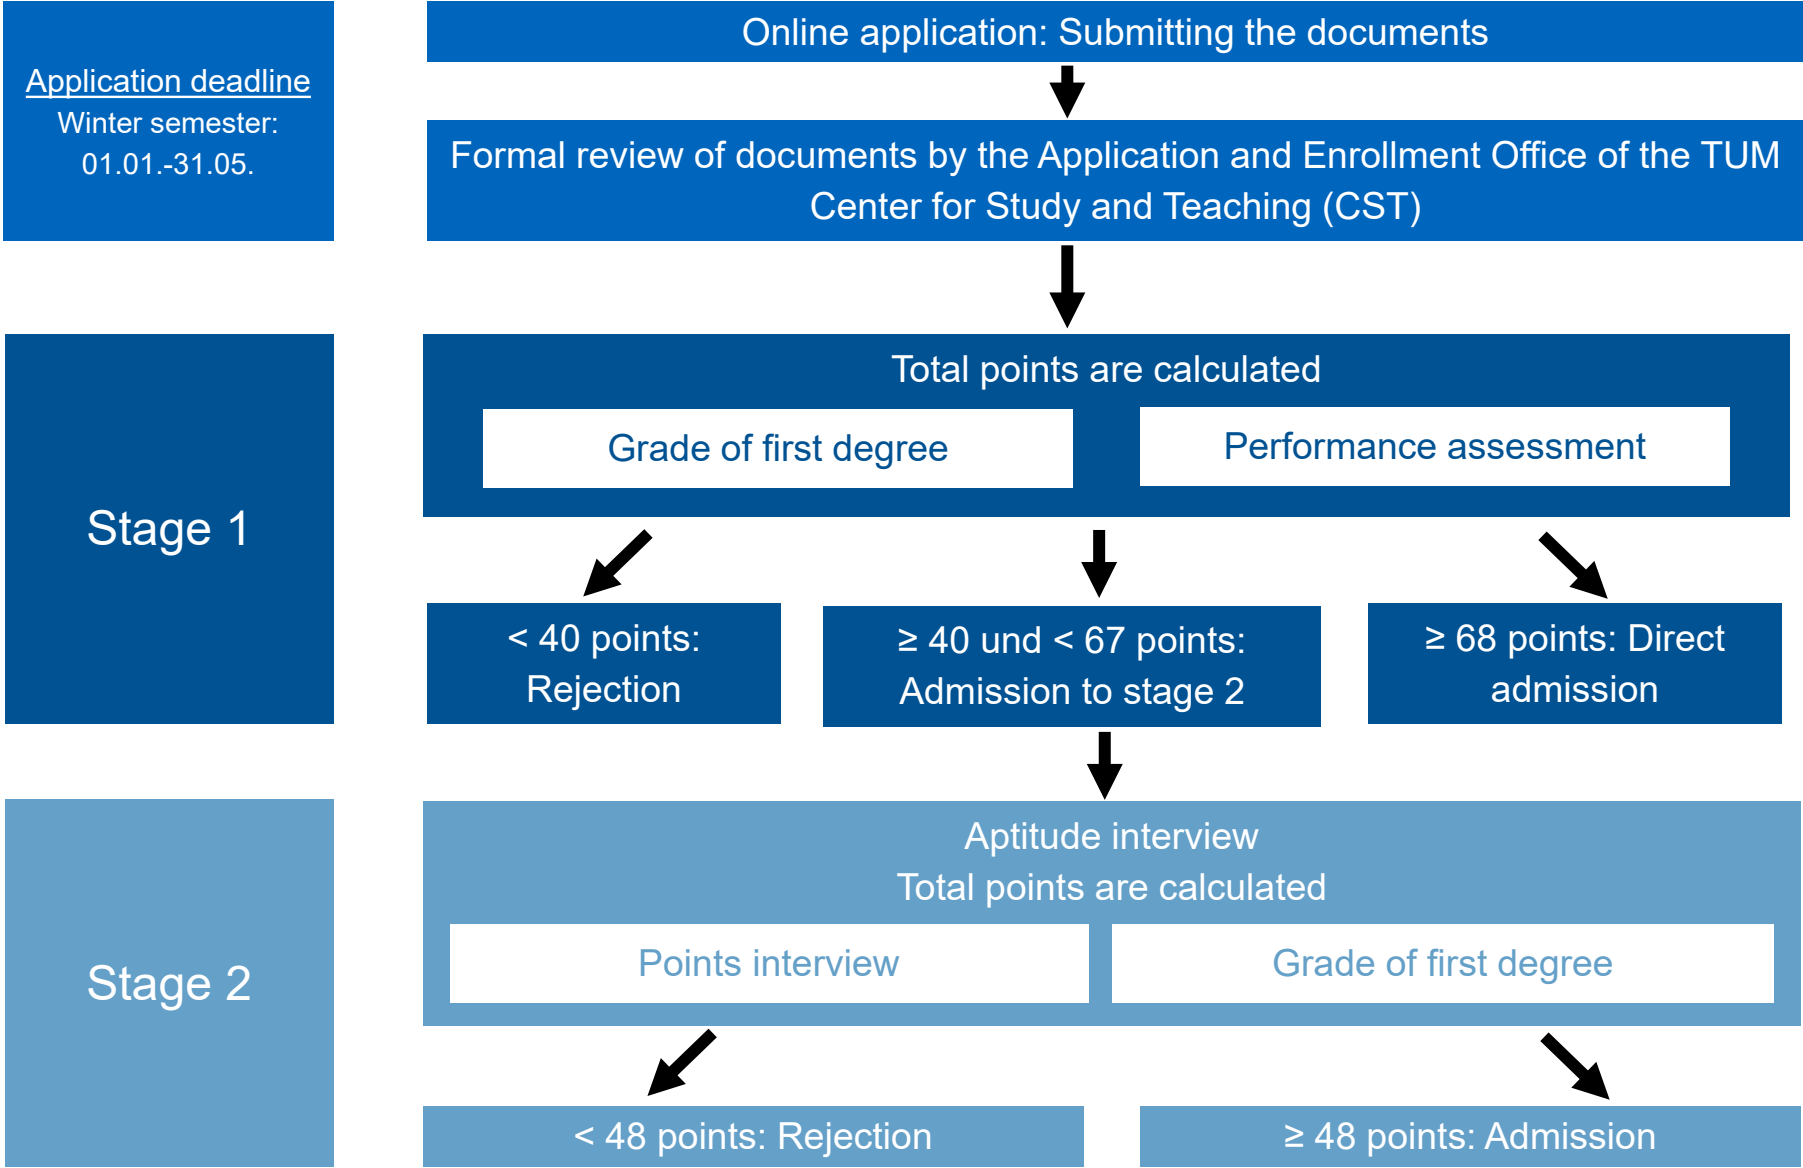 Application deadline
Winter semester:
01.01.-31.05.
Online application: Submitting the documents
Formal review of documents by the Application and Enrollment Office of the TUM
Center for Study and Teaching (CST)
Stage 1
Total points are calculated
Grade of first degree
Performance assessment
< 40 points:
Rejection
≥ 40 und < 67 points:
Admission to stage 2
≥ 68 points: Direct
admission
Stage 2
Aptitude interview
Total points are calculated
Points interview
Grade of first degree
< 48 points: Rejection
≥ 48 points: Admission